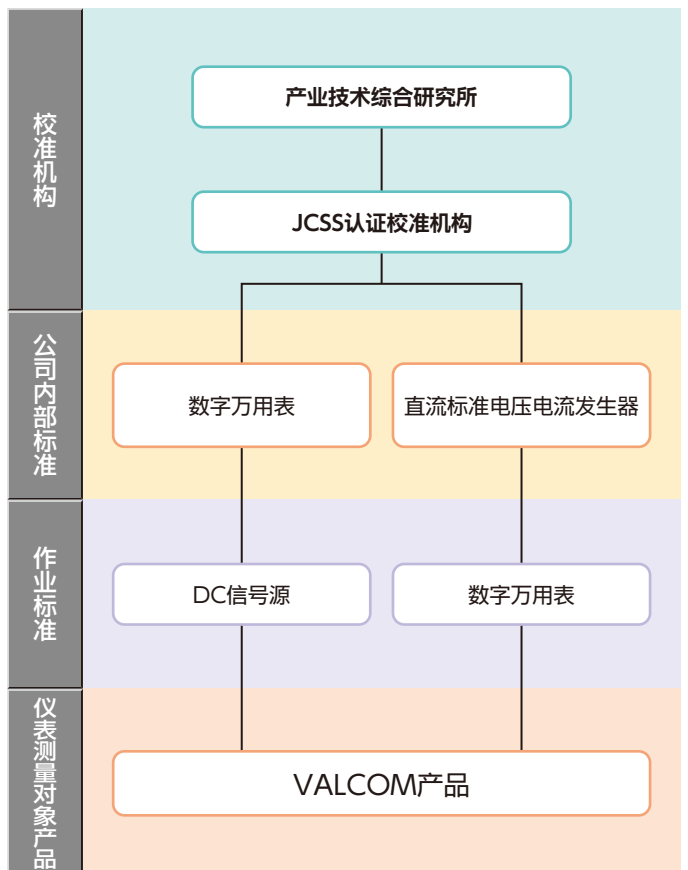 校准机构
产业技术综合研究所
JCSS认证校准机构
公司内部标准
数字万用表
直流标准电压电流发生器
作业标准
DC信号源
数字万用表
仪表测量对象产品
VALCOM产品